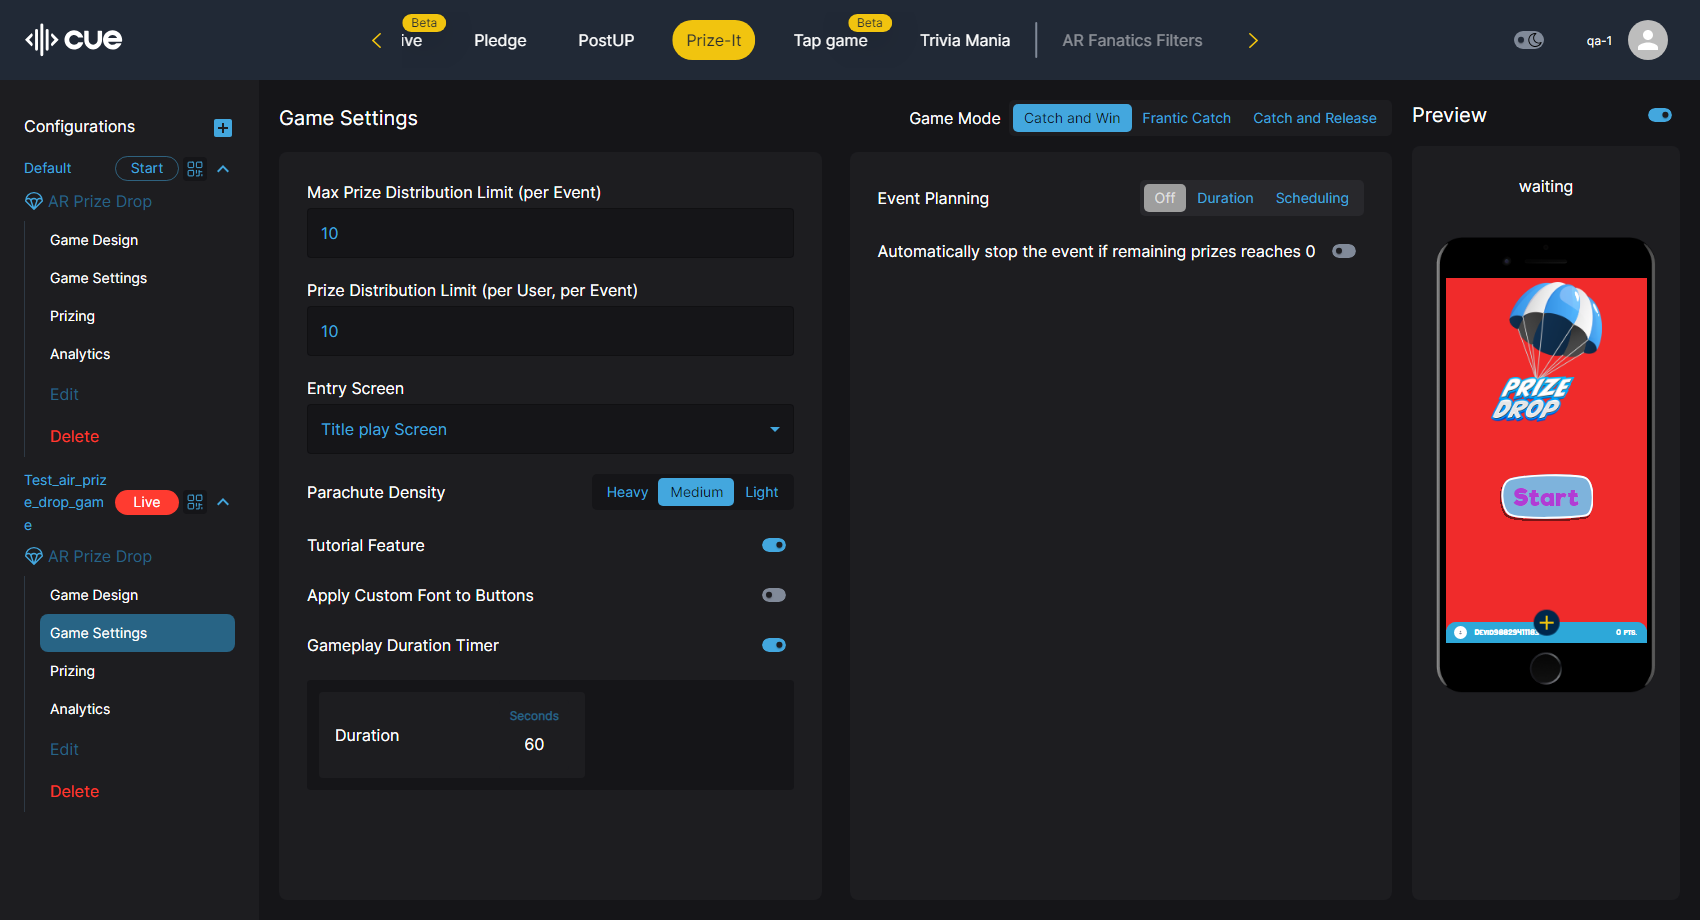 cue
ive
Beta
Pledge
PostUP
Prize-It
Tap game
Beta
Trivia Mania
AR Fanatics Filters
qa-1
Configurations
Default
Start
AR Prize Drop
Game Design
Game Settings
Prizing
Analytics
Edit
Delete
Test_air_priz
e_drop_gam
e
Live
AR Prize Drop
Game Design
Game Settings
Prizing
Analytics
Edit
Delete
Game Settings
Game Mode
Catch and Win
Frantic Catch
Catch and Release
Max Prize Distribution Limit (per Event)
10
Prize Distribution Limit (per User, per Event)
10
Entry Screen
Title play Screen
Parachute Density
Heavy
Medium
Light
Tutorial Feature
Apply Custom Font to Buttons
Gameplay Duration Timer
Duration
Seconds
60
Event Planning
Off
Duration
Scheduling
Automatically stop the event if remaining prizes reaches 0
Preview
waiting
PRIZE
DROP
Start
0 PTS.